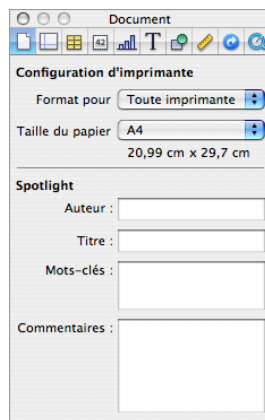 Document
42
T
Configuration d'imprimante
Format pour Toute imprimante
Taille du papier A4
20,99 cm x 29,7 cm
Spotlight
Auteur :
Titre :
Mots-clés :
Commentaires :